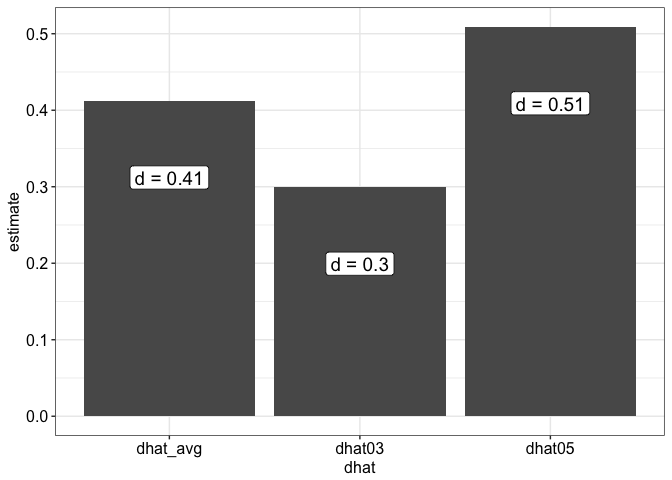 0.5
0.4
0.3
0.2
0.1
0.0
estimate
d = 0.41
d = 0.3
d = 0.51
dhat_avg
dhat03
dhat05
dhat